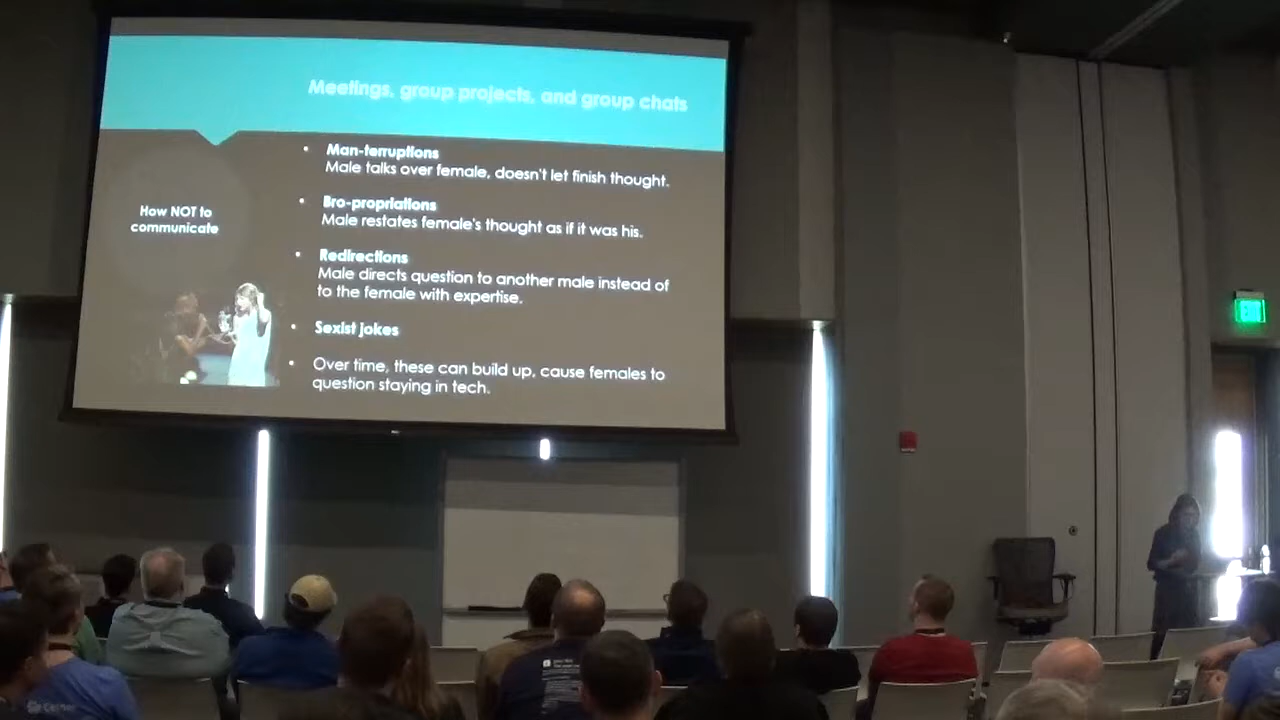 Meetings, group projects, and group chats
How NOT to
communicate
• Man-terruptions
Male talks over female, doesn't let finish thought.
• Bro-propriations
Male restates female's thought as if it was his.
• Redirections
Male directs question to another male instead of
to the female with expertise.
• Sexist jokes
• Over time, these can build up, cause females to
question staying in tech.
EXIT
Cerner